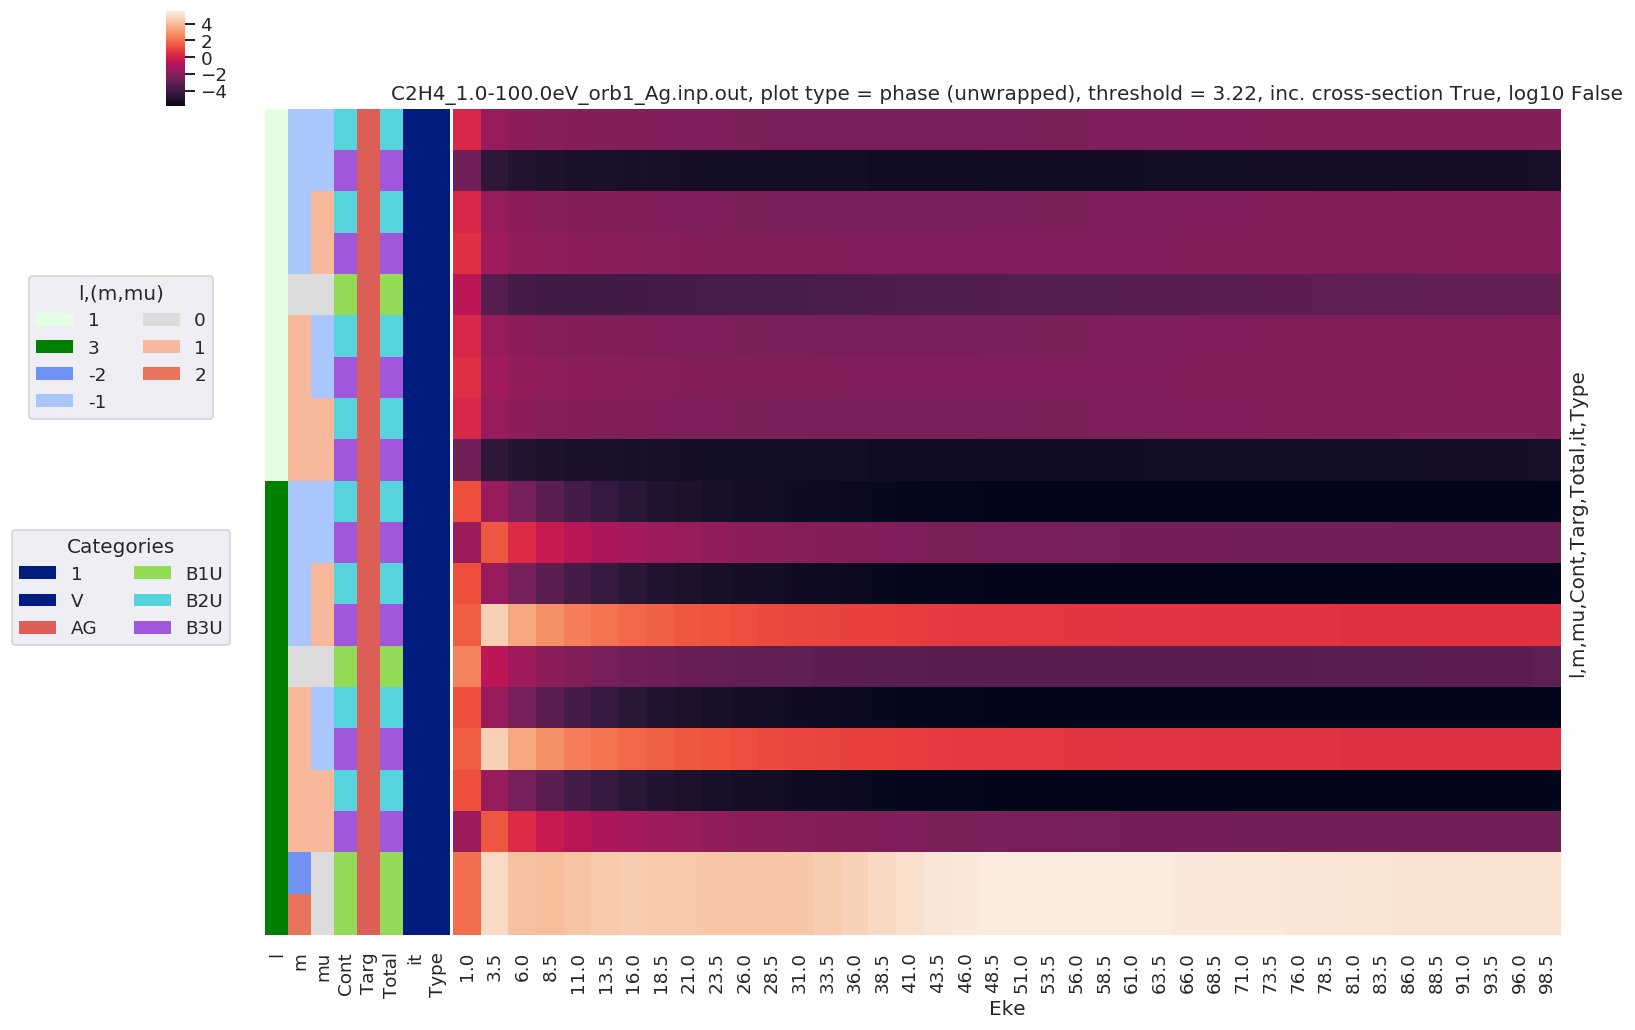 4
2
0
−2
−4
C2H4_1.0-100.0eV_orb1_Ag.inp.out, plot type = phase (unwrapped), threshold = 3.22, inc. cross-section True, log10 False
l,(m,mu)
1 0
3 1
-2 2
-1
Categories
1 B1U
V B2U
AG B3U
l,m,mu,Cont,Targ,Total,it,Type
l m mu Cont Targ Total it Type 1.0 3.5 6.0 8.5 11.0 13.5 16.0 18.5 21.0 23.5 26.0 28.5 31.0 33.5 36.0 38.5 41.0 43.5 46.0 48.5 51.0 53.5 56.0 58.5 61.0 63.5 66.0 68.5 71.0 73.5 76.0 78.5 81.0 83.5 86.0 88.5 91.0 93.5 96.0 98.5
Eke